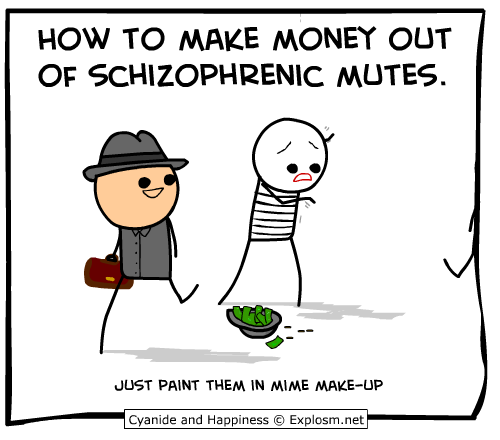 HOW TO MAKE MONEY OUT
OF SCHIZOPHRENIC MUTES.
JUST PAINT THEM IN MIME MAKE-UP
Cyanide and Happiness © Explosm.net